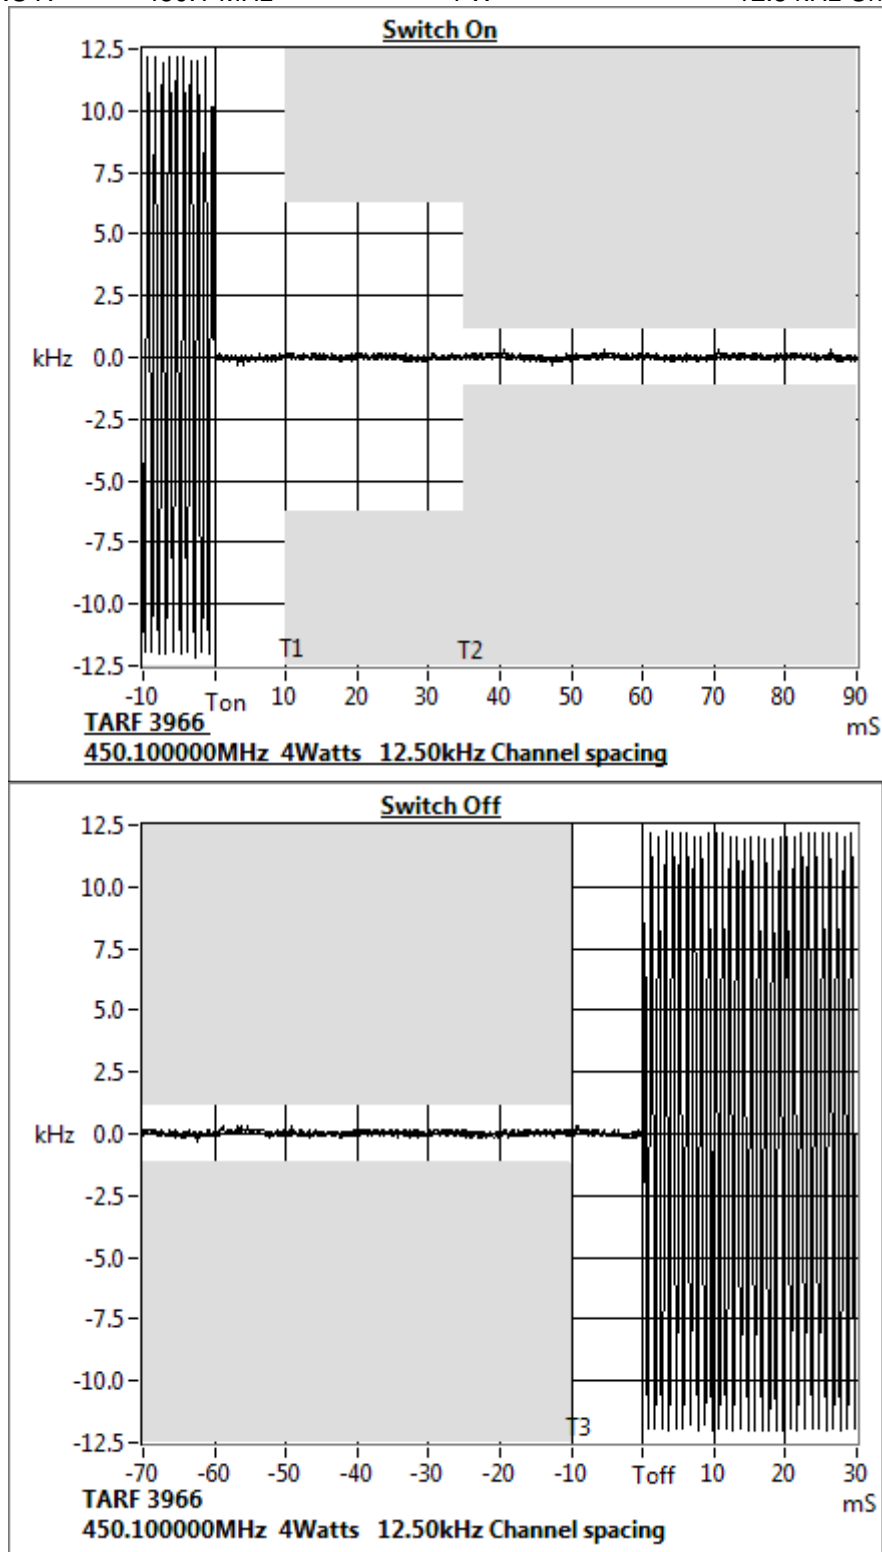 Switch On
12.5
10.0
7.5
5.0
2.5
kHz 0.0
-2.5
-5.0
-7.5
-10.0
-12.5
T1 T2
-10 Ton 10 20 30 40 50 60 70 80 90
mS
TARF 3966
450.100000MHz 4Watts 12.50kHz Channel spacing
Switch Off
12.5
10.0
7.5
5.0
2.5
kHz 0.0
-2.5
-5.0
-7.5
-10.0
-12.5
T3
-70 -60 -50 -40 -30 -20 -10 Toff 10 20 30
mS
TARF 3966
450.100000MHz 4Watts 12.50kHz Channel spacing